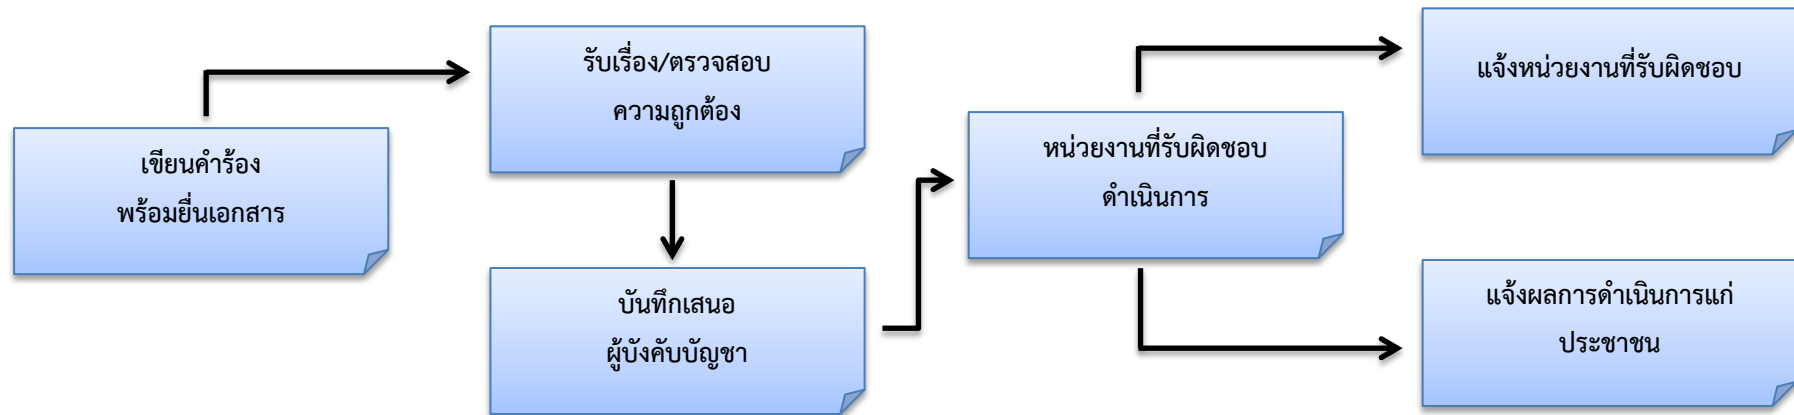 เขียนคำร้อง
พร้อมยื่นเอกสาร
รับเรื่อง/ตรวจสอบ
ความถูกต้อง
บันทึกเสนอ
ผู้บังคับบัญชา
หน่วยงานที่รับผิดชอบ
ดำเนินการ
แจ้งหน่วยงานที่รับผิดชอบ
แจ้งผลการดำเนินการแก่
ประชาชน